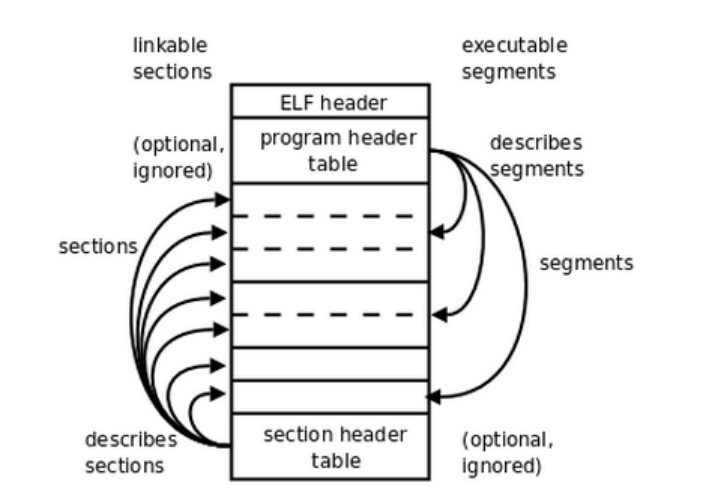 linkable
sections
executable
segments
ELF header
(optional,
ignored)
program header
table
describes
segments
sections
segments
describes
sections
section header
table
(optional,
ignored)